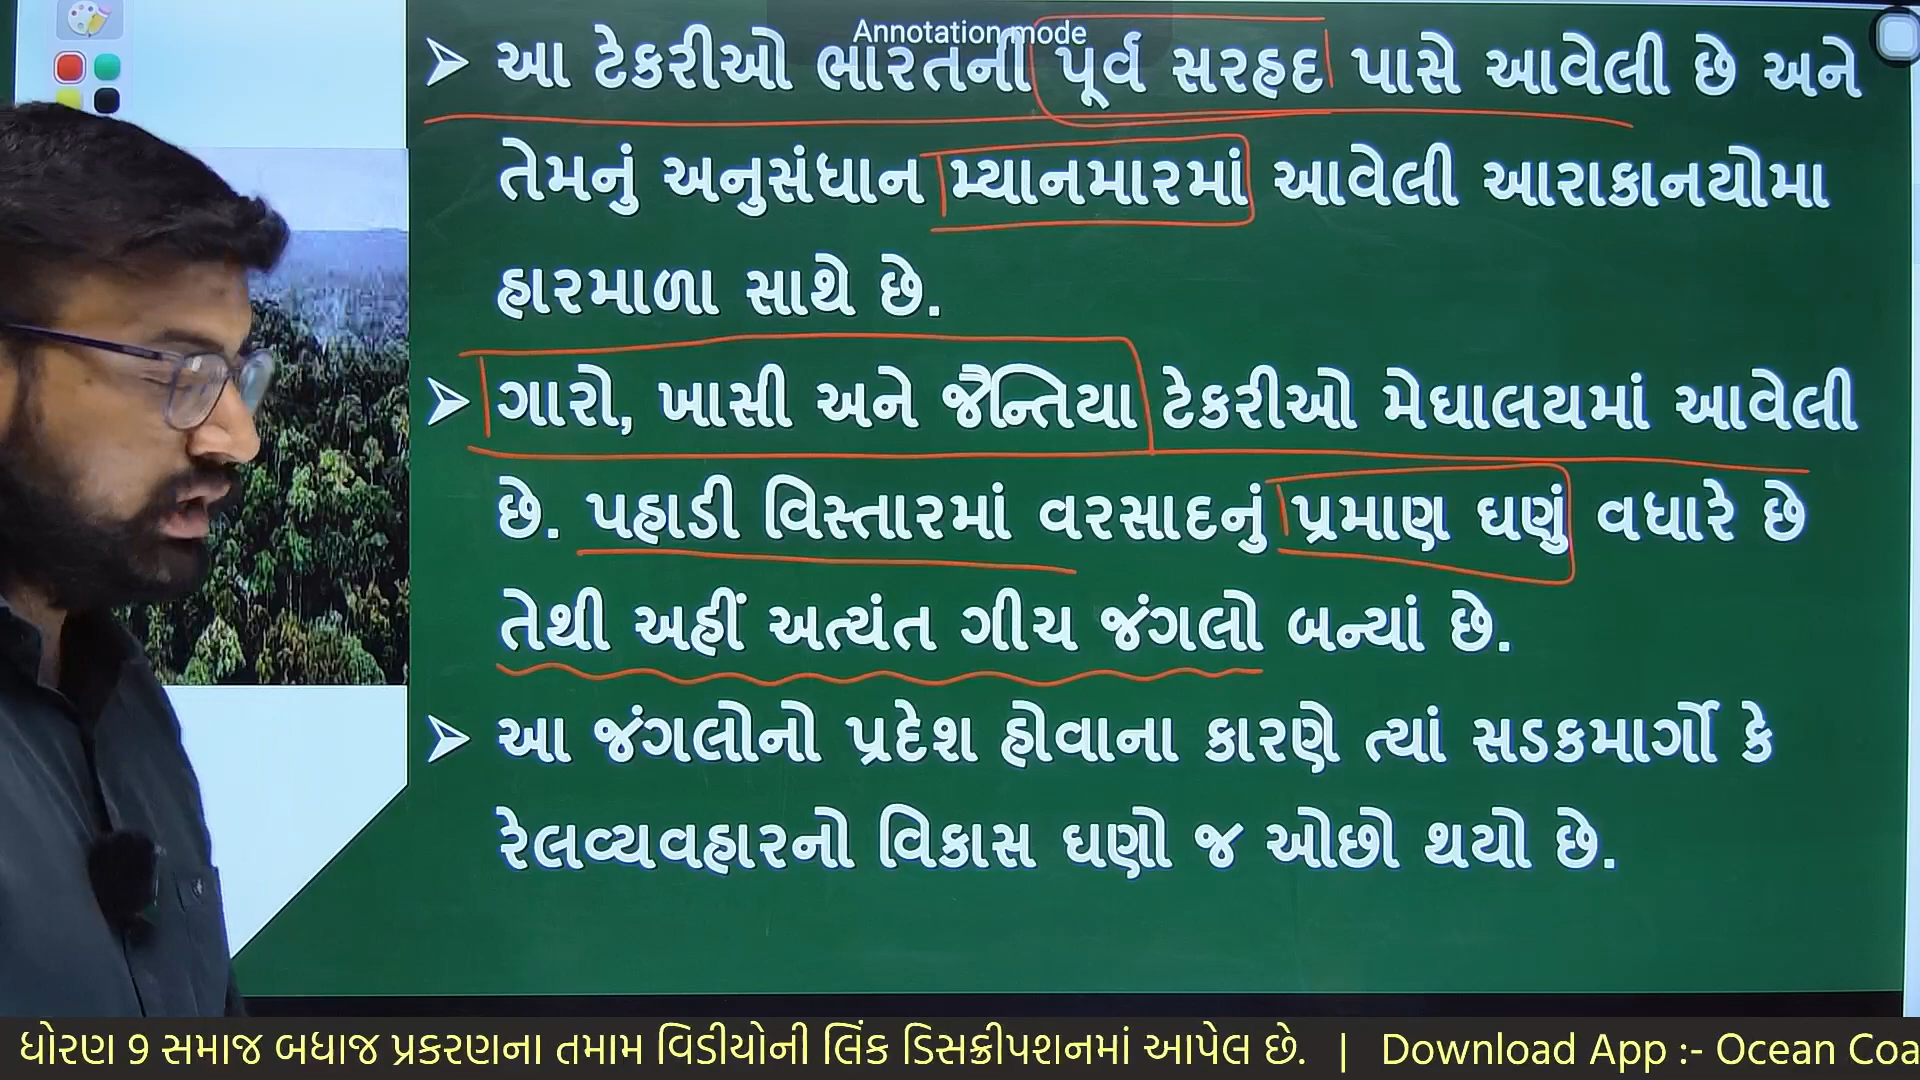 Annotation mode
➢ આ ટેકરીઓ ભારતની પૂર્વ સરહદ પાસે આવેલી છે અને
તેમનું અનુસંધાન મ્યાનમારમાં આવેલી આરાકાનયોમા
હારમાળા સાથે છે.
➢ ગારો, ખાસી અને જૈન્તિયા ટેકરીઓ મેઘાલયમાં આવેલી
છે. પહાડી વિસ્તારમાં વરસાદનું પ્રમાણ ઘણું વધારે છે
તેથી અહીં અત્યંત ગીચ જંગલો બન્યાં છે.
➢ આ જંગલોનો પ્રદેશ હોવાના કારણે ત્યાં સડકમાર્ગો કે
રેલવ્યવહારનો વિકાસ ઘણો જ ઓછો થયો છે.
ધોરણ 9 સમાજ બધાજ પ્રકરણના તમામ વિડીયોની લિંક ડિસક્રીપશનમાં આપેલ છે. | Download App :- Ocean Coa